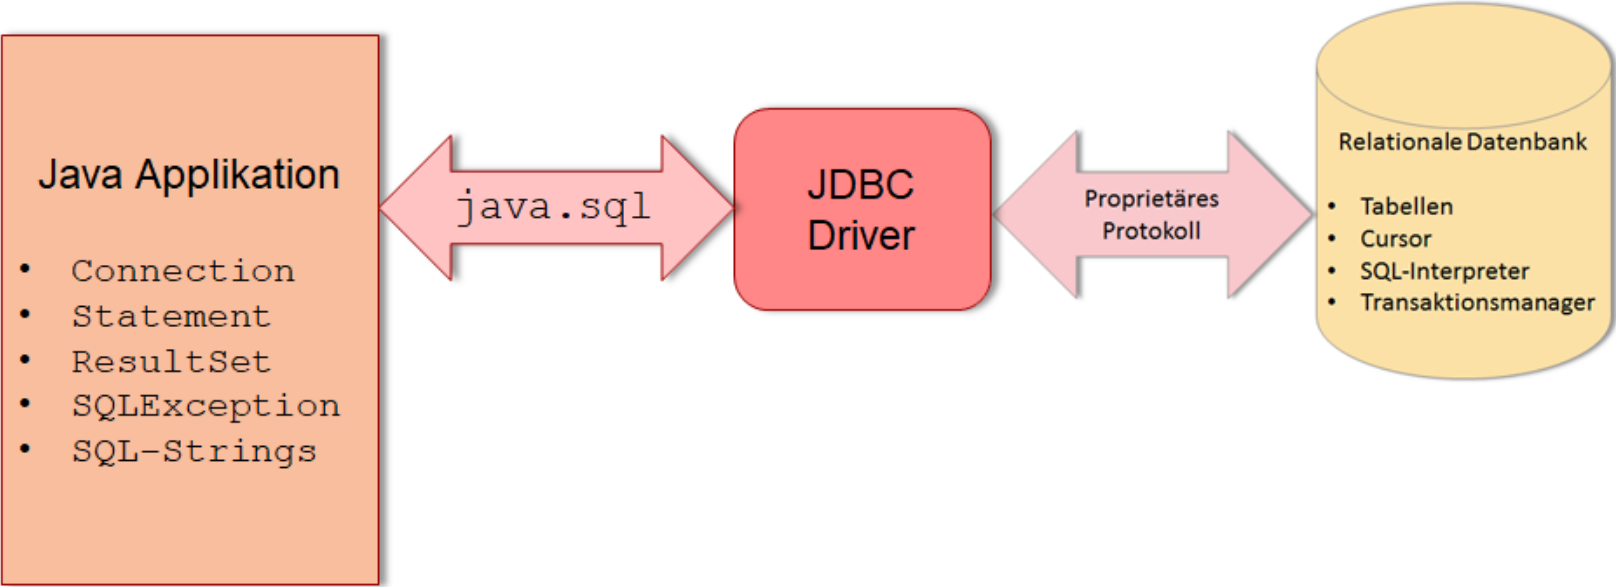 Java Applikation
• Connection
• Statement
• ResultSet
• SQLException
• SQL-Strings
java.sql
JDBC
Driver
Proprietäres
Protokoll
Relationale Datenbank
• Tabellen
• Cursor
• SQL-Interpreter
• Transaktionsmanager